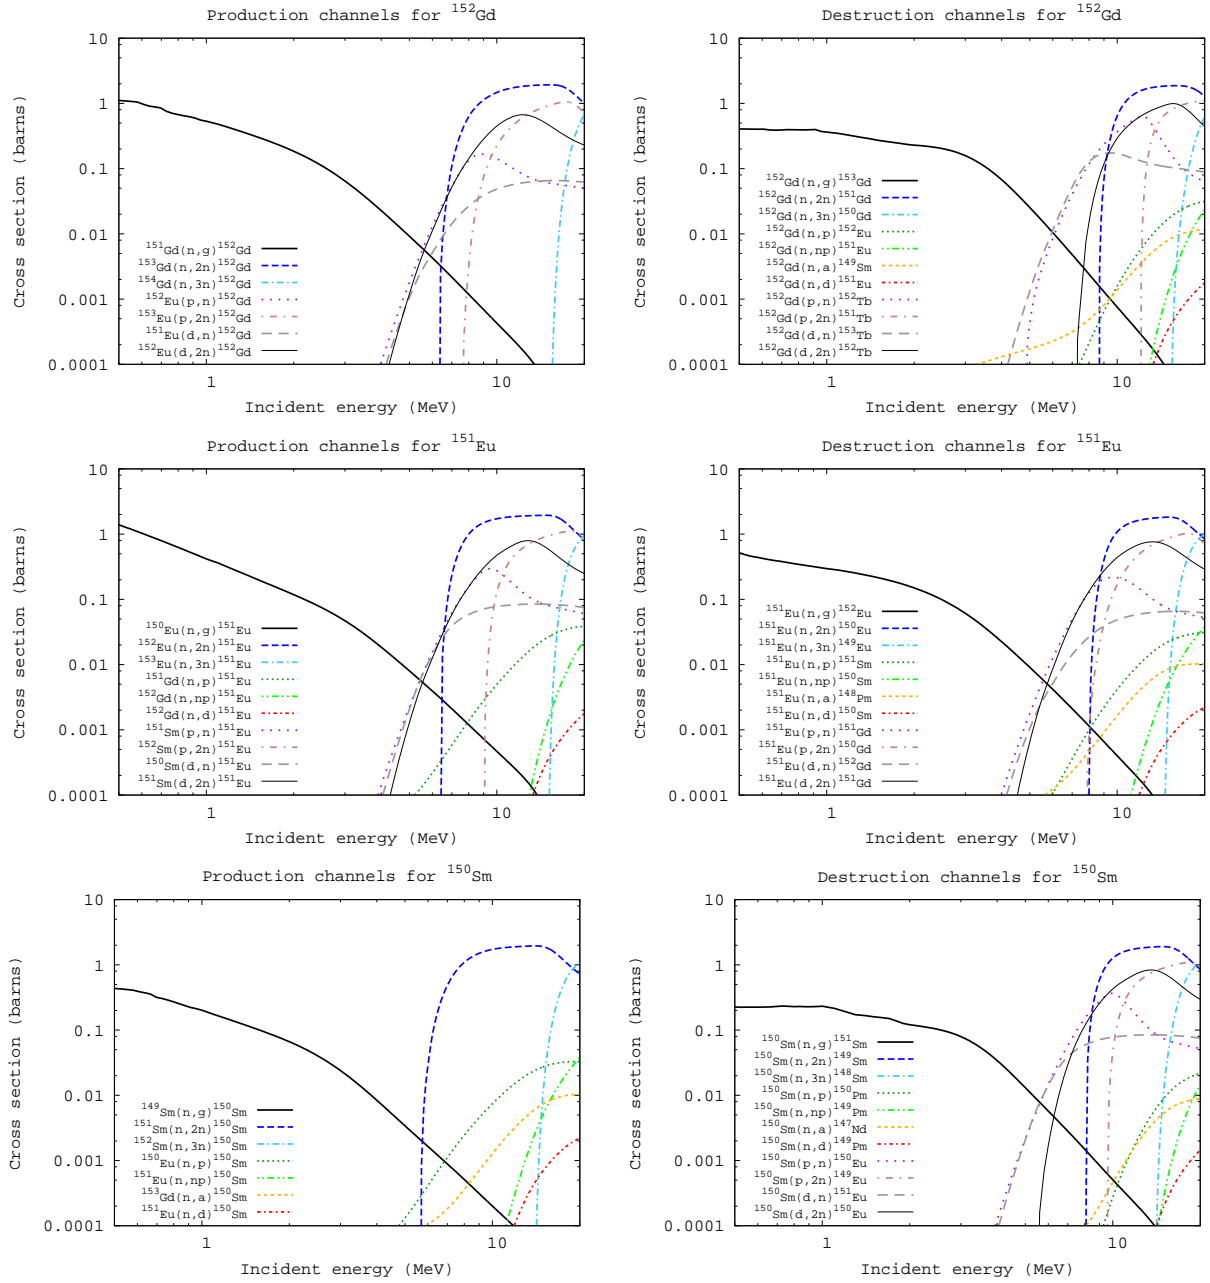 Production channels for ¹⁵²Gd
Cross section (barns)
10
1
0.1
0.01
0.001
0.0001
¹⁵¹Gd(n,g)¹⁵²Gd
¹⁵³Gd(n,2n)¹⁵²Gd
¹⁵⁴Gd(n,3n)¹⁵²Gd
¹⁵²Eu(p,n)¹⁵²Gd
¹⁵³Eu(p,2n)¹⁵²Gd
¹⁵¹Eu(d,n)¹⁵²Gd
¹⁵²Eu(d,2n)¹⁵²Gd
1 10
Incident energy (MeV)
Destruction channels for ¹⁵²Gd
Cross section (barns)
10
1
0.1
0.01
0.001
0.0001
¹⁵²Gd(n,g)¹⁵³Gd
¹⁵²Gd(n,2n)¹⁵¹Gd
¹⁵²Gd(n,3n)¹⁵⁰Gd
¹⁵²Gd(n,p)¹⁵²Eu
¹⁵²Gd(n,np)¹⁵¹Eu
¹⁵²Gd(n,a)¹⁴⁹Sm
¹⁵²Gd(n,d)¹⁵¹Eu
¹⁵²Gd(p,n)¹⁵²Tb
¹⁵²Gd(p,2n)¹⁵¹Tb
¹⁵²Gd(d,n)¹⁵³Tb
¹⁵²Gd(d,2n)¹⁵²Tb
1 10
Incident energy (MeV)
Production channels for ¹⁵¹Eu
Cross section (barns)
10
1
0.1
0.01
0.001
0.0001
¹⁵⁰Eu(n,g)¹⁵¹Eu
¹⁵²Eu(n,2n)¹⁵¹Eu
¹⁵³Eu(n,3n)¹⁵¹Eu
¹⁵¹Gd(n,p)¹⁵¹Eu
¹⁵²Gd(n,np)¹⁵¹Eu
¹⁵²Gd(n,d)¹⁵¹Eu
¹⁵¹Sm(p,n)¹⁵¹Eu
¹⁵²Sm(p,2n)¹⁵¹Eu
¹⁵⁰Sm(d,n)¹⁵¹Eu
¹⁵¹Sm(d,2n)¹⁵¹Eu
1 10
Incident energy (MeV)
Destruction channels for ¹⁵¹Eu
Cross section (barns)
10
1
0.1
0.01
0.001
0.0001
¹⁵¹Eu(n,g)¹⁵²Eu
¹⁵¹Eu(n,2n)¹⁵⁰Eu
¹⁵¹Eu(n,3n)¹⁴⁹Eu
¹⁵¹Eu(n,p)¹⁵¹Sm
¹⁵¹Eu(n,np)¹⁵⁰Sm
¹⁵¹Eu(n,a)¹⁴⁸Pm
¹⁵¹Eu(n,d)¹⁵⁰Sm
¹⁵¹Eu(p,n)¹⁵¹Gd
¹⁵¹Eu(p,2n)¹⁵⁰Gd
¹⁵¹Eu(d,n)¹⁵²Gd
¹⁵¹Eu(d,2n)¹⁵¹Gd
1 10
Incident energy (MeV)
Production channels for ¹⁵⁰Sm
Cross section (barns)
10
1
0.1
0.01
0.001
0.0001
¹⁴⁹Sm(n,g)¹⁵⁰Sm
¹⁵¹Sm(n,2n)¹⁵⁰Sm
¹⁵²Sm(n,3n)¹⁵⁰Sm
¹⁵⁰Eu(n,p)¹⁵⁰Sm
¹⁵¹Eu(n,np)¹⁵⁰Sm
¹⁵³Gd(n,a)¹⁵⁰Sm
¹⁵¹Eu(n,d)¹⁵⁰Sm
1 10
Incident energy (MeV)
Destruction channels for ¹⁵⁰Sm
Cross section (barns)
10
1
0.1
0.01
0.001
0.0001
¹⁵⁰Sm(n,g)¹⁵¹Sm
¹⁵⁰Sm(n,2n)¹⁴⁹Sm
¹⁵⁰Sm(n,3n)¹⁴⁸Sm
¹⁵⁰Sm(n,p)¹⁵⁰Pm
¹⁵⁰Sm(n,np)¹⁴⁹Pm
¹⁵⁰Sm(n,a)¹⁴⁷Nd
¹⁵⁰Sm(n,d)¹⁴⁹Pm
¹⁵⁰Sm(p,n)¹⁵⁰Eu
¹⁵⁰Sm(p,2n)¹⁴⁹Eu
¹⁵⁰Sm(d,n)¹⁵¹Eu
¹⁵⁰Sm(d,2n)¹⁵⁰Eu
1 10
Incident energy (MeV)